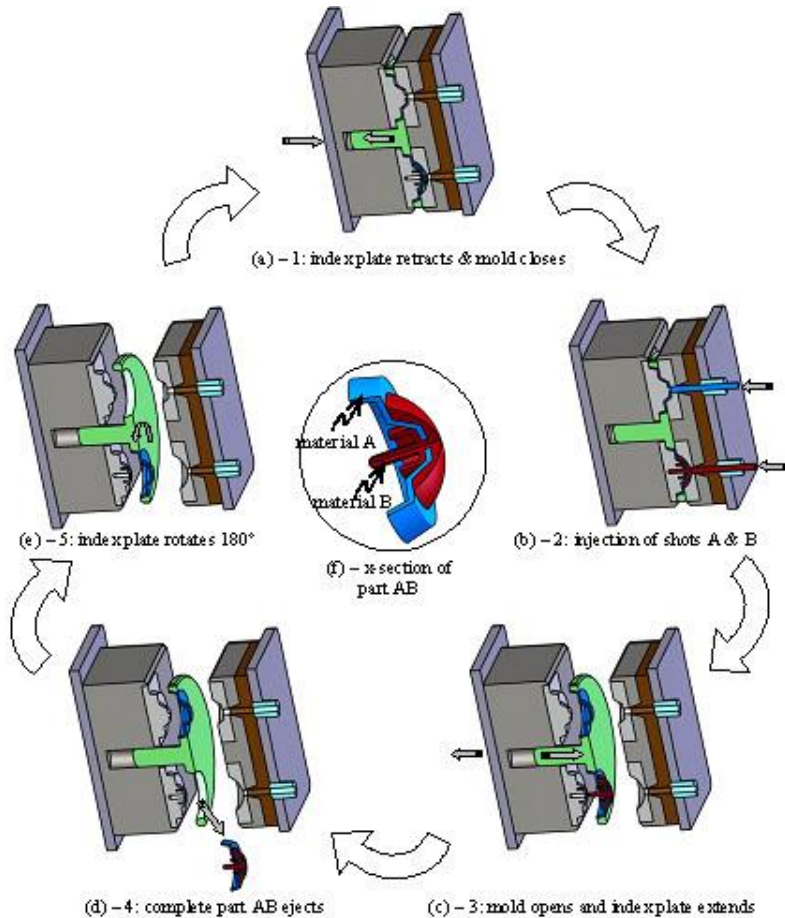 (a) – 1: index plate retracts & mold closes
material A
material B
(e) – 5: index plate rotates 180°
(f) – x-section of
part AB
(b) – 2: injection of shots A & B
(d) – 4: complete part AB ejects
(c) – 3: mold opens and index plate extends